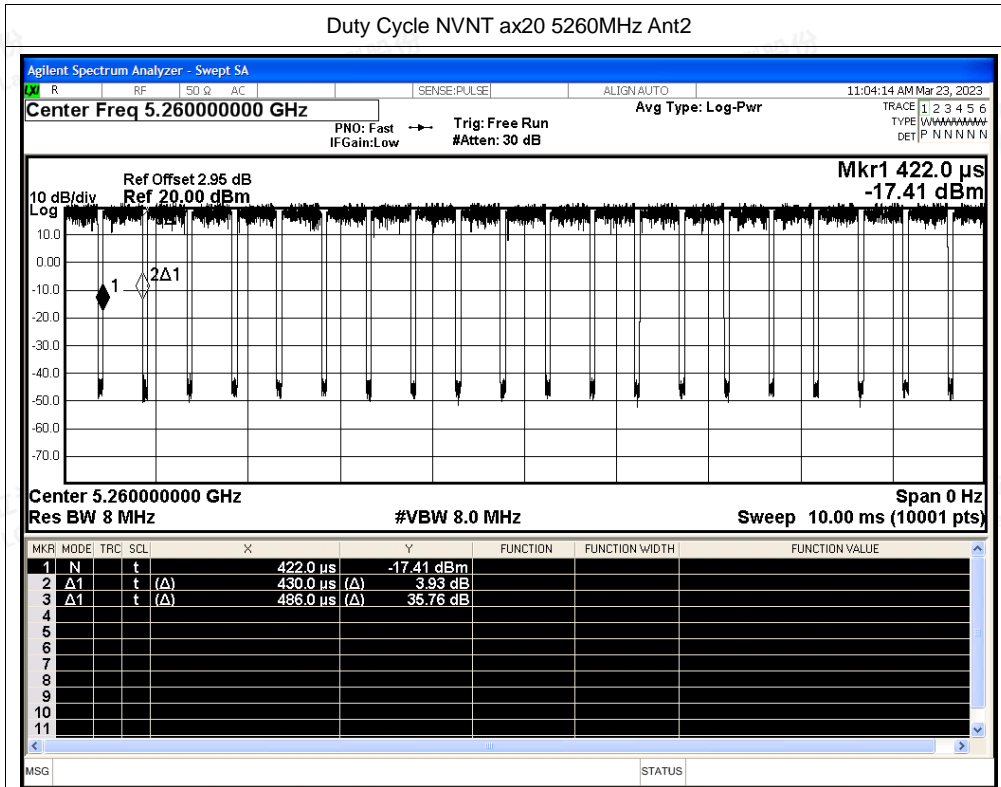 Duty Cycle NVNT ax20 5260MHz Ant2
Agilent Spectrum Analyzer - Swept SA
LXI R RF 50 Ω AC SENSE:PULSE ALIGN AUTO 11:04:14 AM Mar 23, 2023
Center Freq 5.260000000 GHz Avg Type: Log-Pwr TRACE 1 2 3 4 5 6
TYPE
PNO: Fast Trig: Free Run DET P N N N N N
IFGain:Low #Atten: 30 dB
Mkr1 422.0 µs
Ref Offset 2.95 dB
10 dB/div Ref 20.00 dBm -17.41 dBm
Log
10.0
0.00
1 2Δ1
-10.0
-20.0
-30.0
-40.0
-50.0
-60.0
-70.0
Center 5.260000000 GHz Span 0 Hz
Res BW 8 MHz #VBW 8.0 MHz Sweep 10.00 ms (10001 pts)
MKR MODE TRC SCL X Y FUNCTION FUNCTION WIDTH FUNCTION VALUE
1 N t 422.0 µs -17.41 dBm
2 Δ1 t (Δ) 430.0 µs (Δ) 3.93 dB
3 Δ1 t (Δ) 486.0 µs (Δ) 35.76 dB
4
5
6
7
8
9
10
11
MSG STATUS